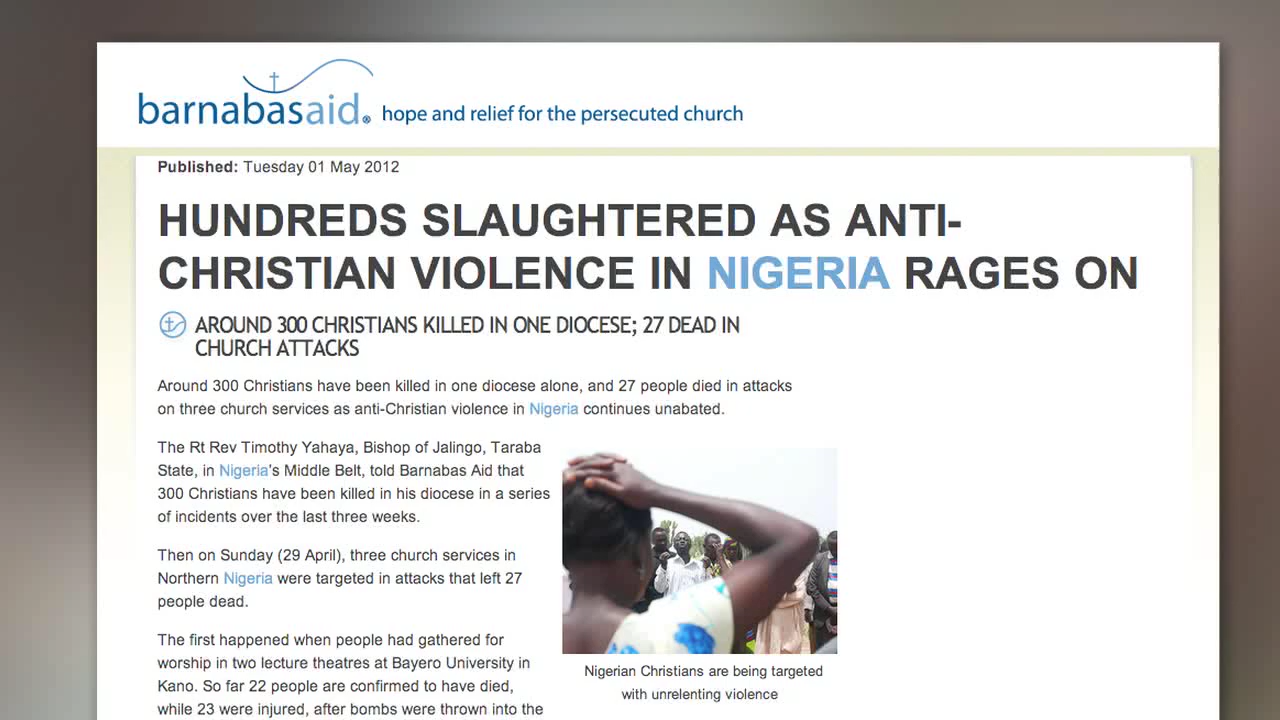 barnabasaid® hope and relief for the persecuted church
Published: Tuesday 01 May 2012
HUNDREDS SLAUGHTERED AS ANTI-
CHRISTIAN VIOLENCE IN NIGERIA RAGES ON
AROUND 300 CHRISTIANS KILLED IN ONE DIOCESE; 27 DEAD IN
CHURCH ATTACKS
Around 300 Christians have been killed in one diocese alone, and 27 people died in attacks
on three church services as anti-Christian violence in Nigeria continues unabated.
The Rt Rev Timothy Yahaya, Bishop of Jalingo, Taraba
State, in Nigeria's Middle Belt, told Barnabas Aid that
300 Christians have been killed in his diocese in a series
of incidents over the last three weeks.
Then on Sunday (29 April), three church services in
Northern Nigeria were targeted in attacks that left 27
people dead.
The first happened when people had gathered for
worship in two lecture theatres at Bayero University in
Kano. So far 22 people are confirmed to have died,
while 23 were injured, after bombs were thrown into the
Nigerian Christians are being targeted
with unrelenting violence